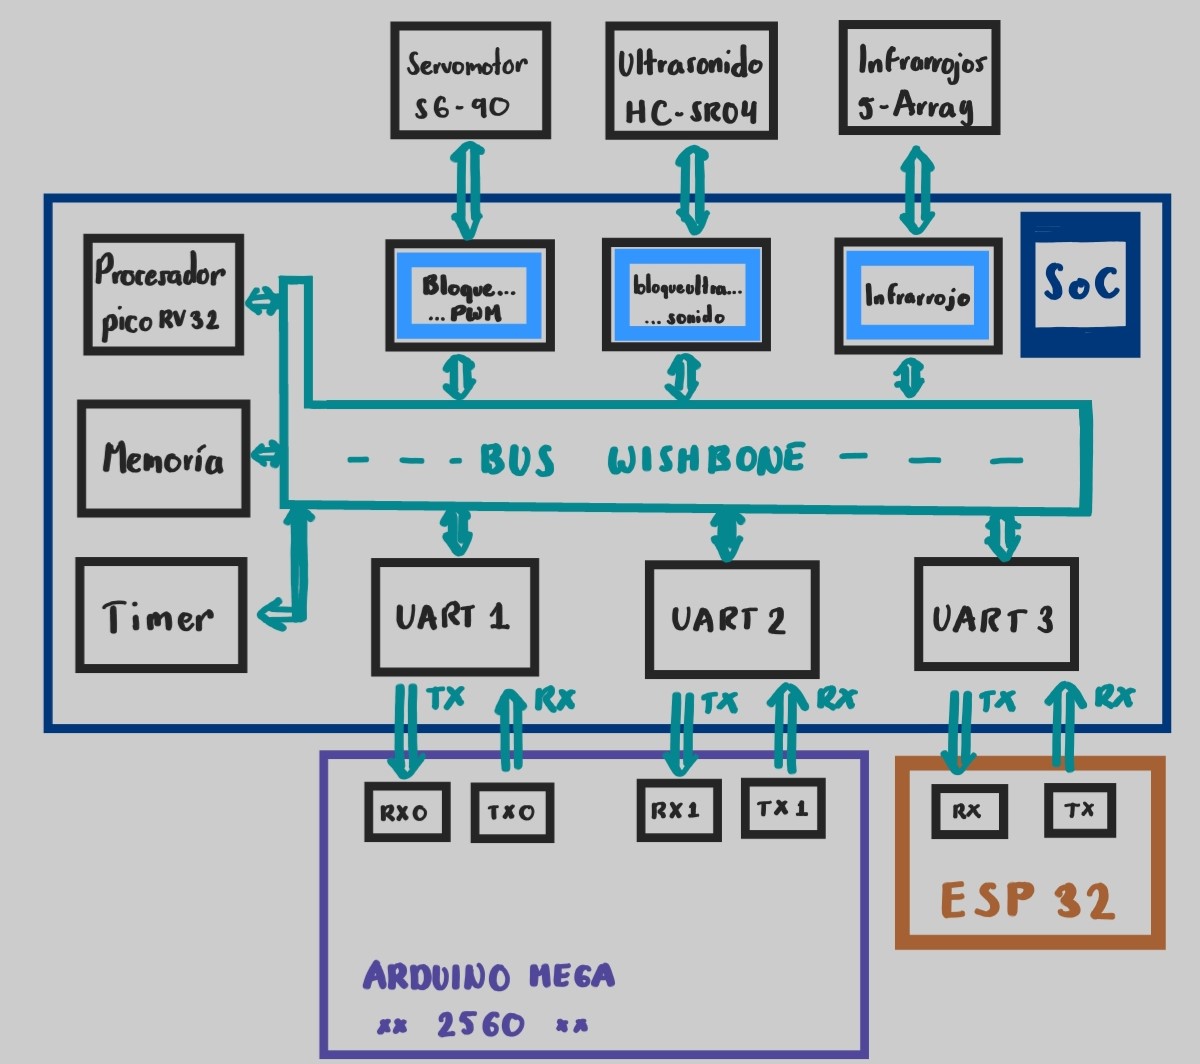 Servomotor
SG-90
Ultrasonido
HC-SR04
Infrarrojos
5-Array
Procesador
pico RV32
Bloque...
... PWM
bloqueultra...
... sonido
Infrarrojo
SoC
Memoría
- - - BUS WISHBONE - - -
Timer
UART 1
UART 2
UART 3
TX
RX
TX
RX
TX
RX
RX0
TX0
RX1
TX1
RX
TX
ESP 32
ARDUINO MEGA
** 2560 **